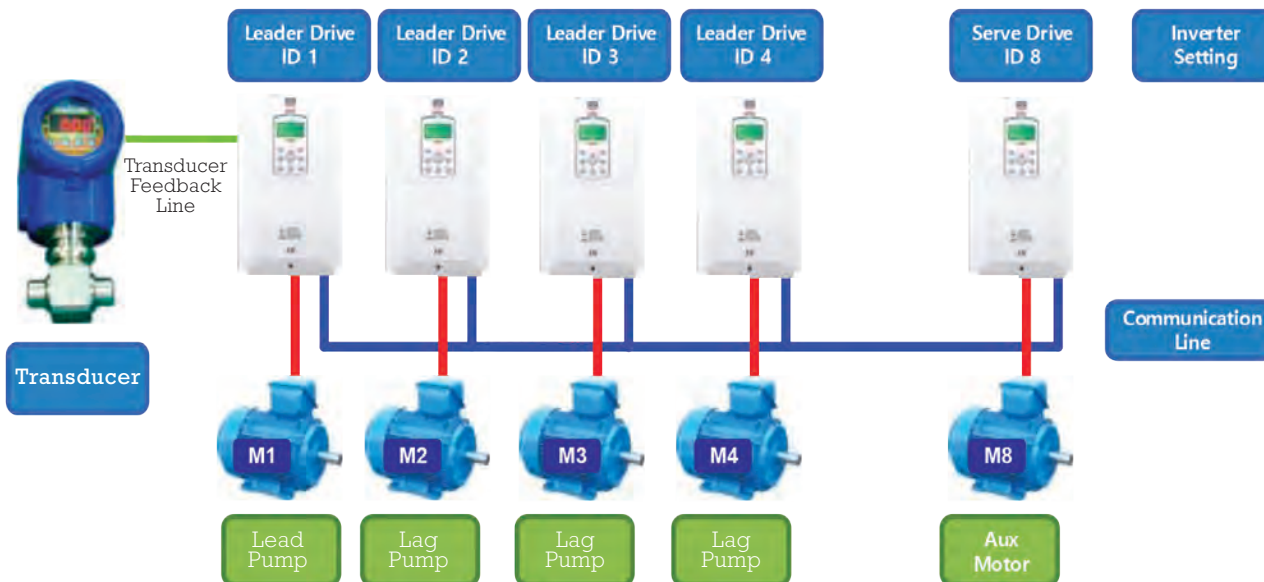 Leader Drive
ID 1
Leader Drive
ID 2
Leader Drive
ID 3
Leader Drive
ID 4
Serve Drive
ID 8
Inverter
Setting
Transducer
Feedback
Line
Communication
Line
Transducer
M1
M2
M3
M4
M8
Lead
Pump
Lag
Pump
Lag
Pump
Lag
Pump
Aux
Motor